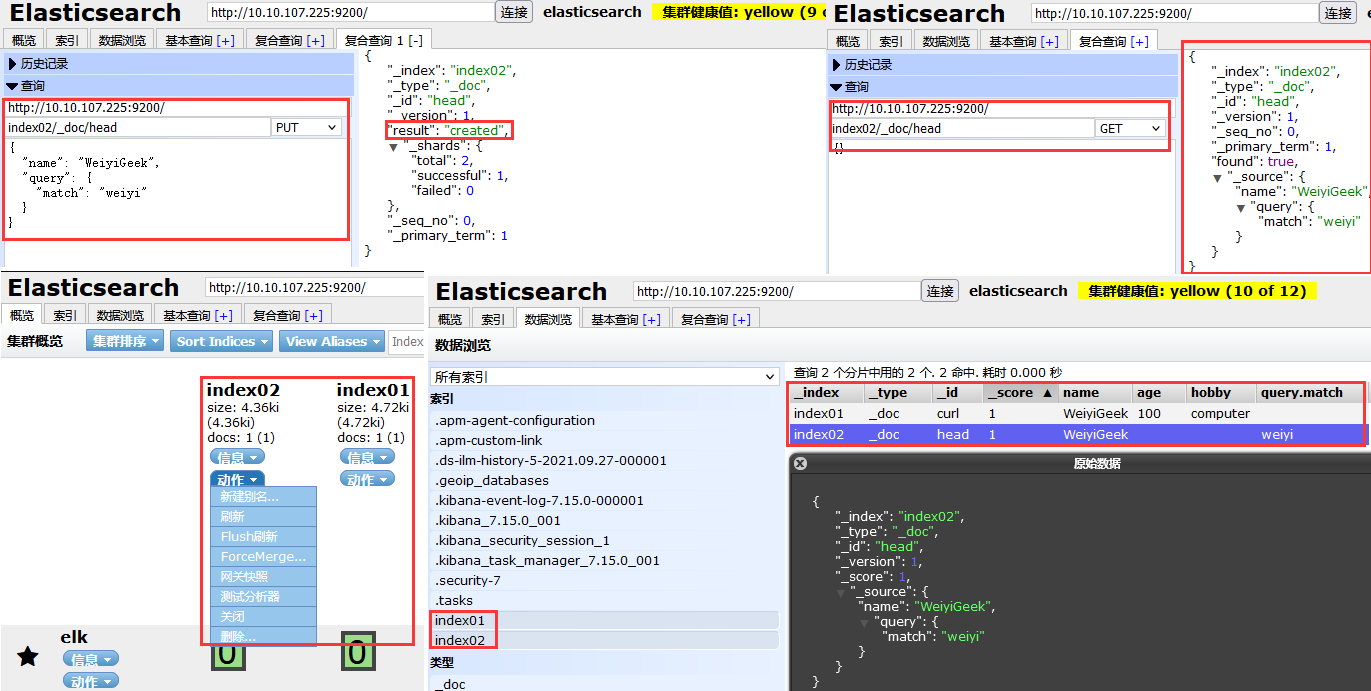 Elasticsearch
http://10.10.107.225:9200/
连接
elasticsearch
集群健康值: yellow (9
概览
索引
数据浏览
基本查询 [+]
复合查询 [+]
复合查询 1 [-]
历史记录
查询
http://10.10.107.225:9200/
index02/_doc/head
PUT
{
"name": "WeiyiGeek",
"query": {
"match": "weiyi"
}
}
{
"_index": "index02",
"_type": "_doc",
"_id": "head",
"_version": 1,
"result": "created",
"_shards": {
"total": 2,
"successful": 1,
"failed": 0
},
"_seq_no": 0,
"_primary_term": 1
}
Elasticsearch
http://10.10.107.225:9200/
连接
概览
索引
数据浏览
基本查询 [+]
复合查询 [+]
历史记录
查询
http://10.10.107.225:9200/
index02/_doc/head
GET
{}
{
"_index": "index02",
"_type": "_doc",
"_id": "head",
"_version": 1,
"_seq_no": 0,
"_primary_term": 1,
"found": true,
"_source": {
"name": "WeiyiGeek",
"query": {
"match": "weiyi"
}
}
}
Elasticsearch
http://10.10.107.225:9200/
概览
索引
数据浏览
基本查询 [+]
复合查询 [+]
集群概览
集群排序
Sort Indices
View Aliases
Index
index02
size: 4.36ki
(4.36ki)
docs: 1 (1)
信息
动作
新建别名...
刷新
Flush刷新
ForceMerge...
网关快照
测试分析器
关闭
删除...
0
index01
size: 4.72ki
(4.72ki)
docs: 1 (1)
信息
动作
0
elk
信息
动作
Elasticsearch
http://10.10.107.225:9200/
连接
elasticsearch
集群健康值: yellow (10 of 12)
概览
索引
数据浏览
基本查询 [+]
复合查询 [+]
数据浏览
所有索引
索引
.apm-agent-configuration
.apm-custom-link
.ds-ilm-history-5-2021.09.27-000001
.geoip_databases
.kibana-event-log-7.15.0-000001
.kibana_7.15.0_001
.kibana_security_session_1
.kibana_task_manager_7.15.0_001
.security-7
.tasks
index01
index02
类型
_doc
查询 2 个分片中用的 2 个. 2 命中. 耗时 0.000 秒
_index _type _id _score ▲ name age hobby query.match
index01 _doc curl 1 WeiyiGeek 100 computer
index02 _doc head 1 WeiyiGeek weiyi
原始数据
{
"_index": "index02",
"_type": "_doc",
"_id": "head",
"_version": 1,
"_score": 1,
"_source": {
"name": "WeiyiGeek",
"query": {
"match": "weiyi"
}
}
}